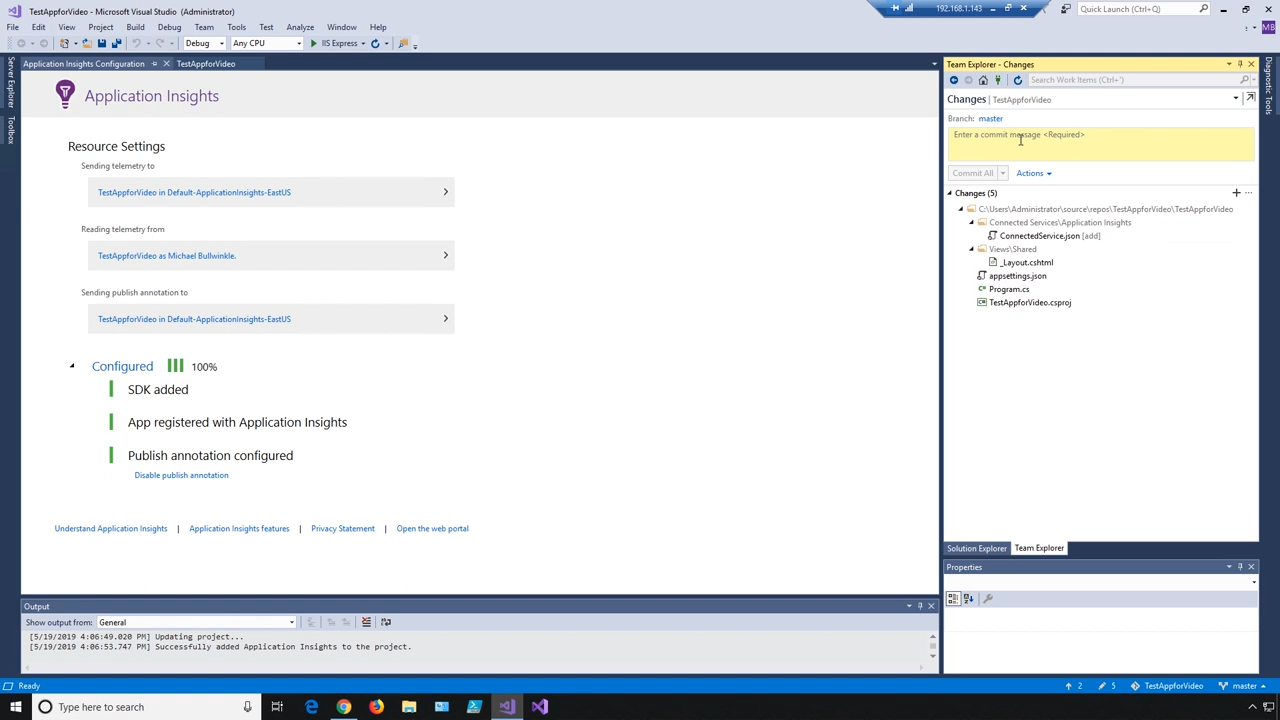 TestAppforVideo - Microsoft Visual Studio (Administrator)
192.168.1.143
Quick Launch (Ctrl+Q)
File Edit View Project Build Debug Team Tools Test Analyze Window Help
MB
Debug Any CPU IIS Express
Server Explorer
Toolbox
Application Insights Configuration
TestAppforVideo
Application Insights
Resource Settings
Sending telemetry to
TestAppforVideo in Default-ApplicationInsights-EastUS
Reading telemetry from
TestAppforVideo as Michael Bullwinkle.
Sending publish annotation to
TestAppforVideo in Default-ApplicationInsights-EastUS
Configured 100%
SDK added
App registered with Application Insights
Publish annotation configured
Disable publish annotation
Understand Application Insights | Application Insights features | Privacy Statement | Open the web portal
Output
Show output from: General
[5/19/2019 4:06:49.020 PM] Updating project...
[5/19/2019 4:06:53.747 PM] Successfully added Application Insights to the project.
Team Explorer - Changes
Search Work Items (Ctrl+')
Changes | TestAppforVideo
Branch: master
Enter a commit message <Required>
Commit All Actions
Changes (5)
C:\Users\Administrator\source\repos\TestAppforVideo\TestAppforVideo
Connected Services\Application Insights
ConnectedService.json [add]
Views\Shared
_Layout.cshtml
appsettings.json
Program.cs
TestAppforVideo.csproj
Solution Explorer Team Explorer
Properties
Diagnostic Tools
Ready
2 5 TestAppforVideo master
Type here to search